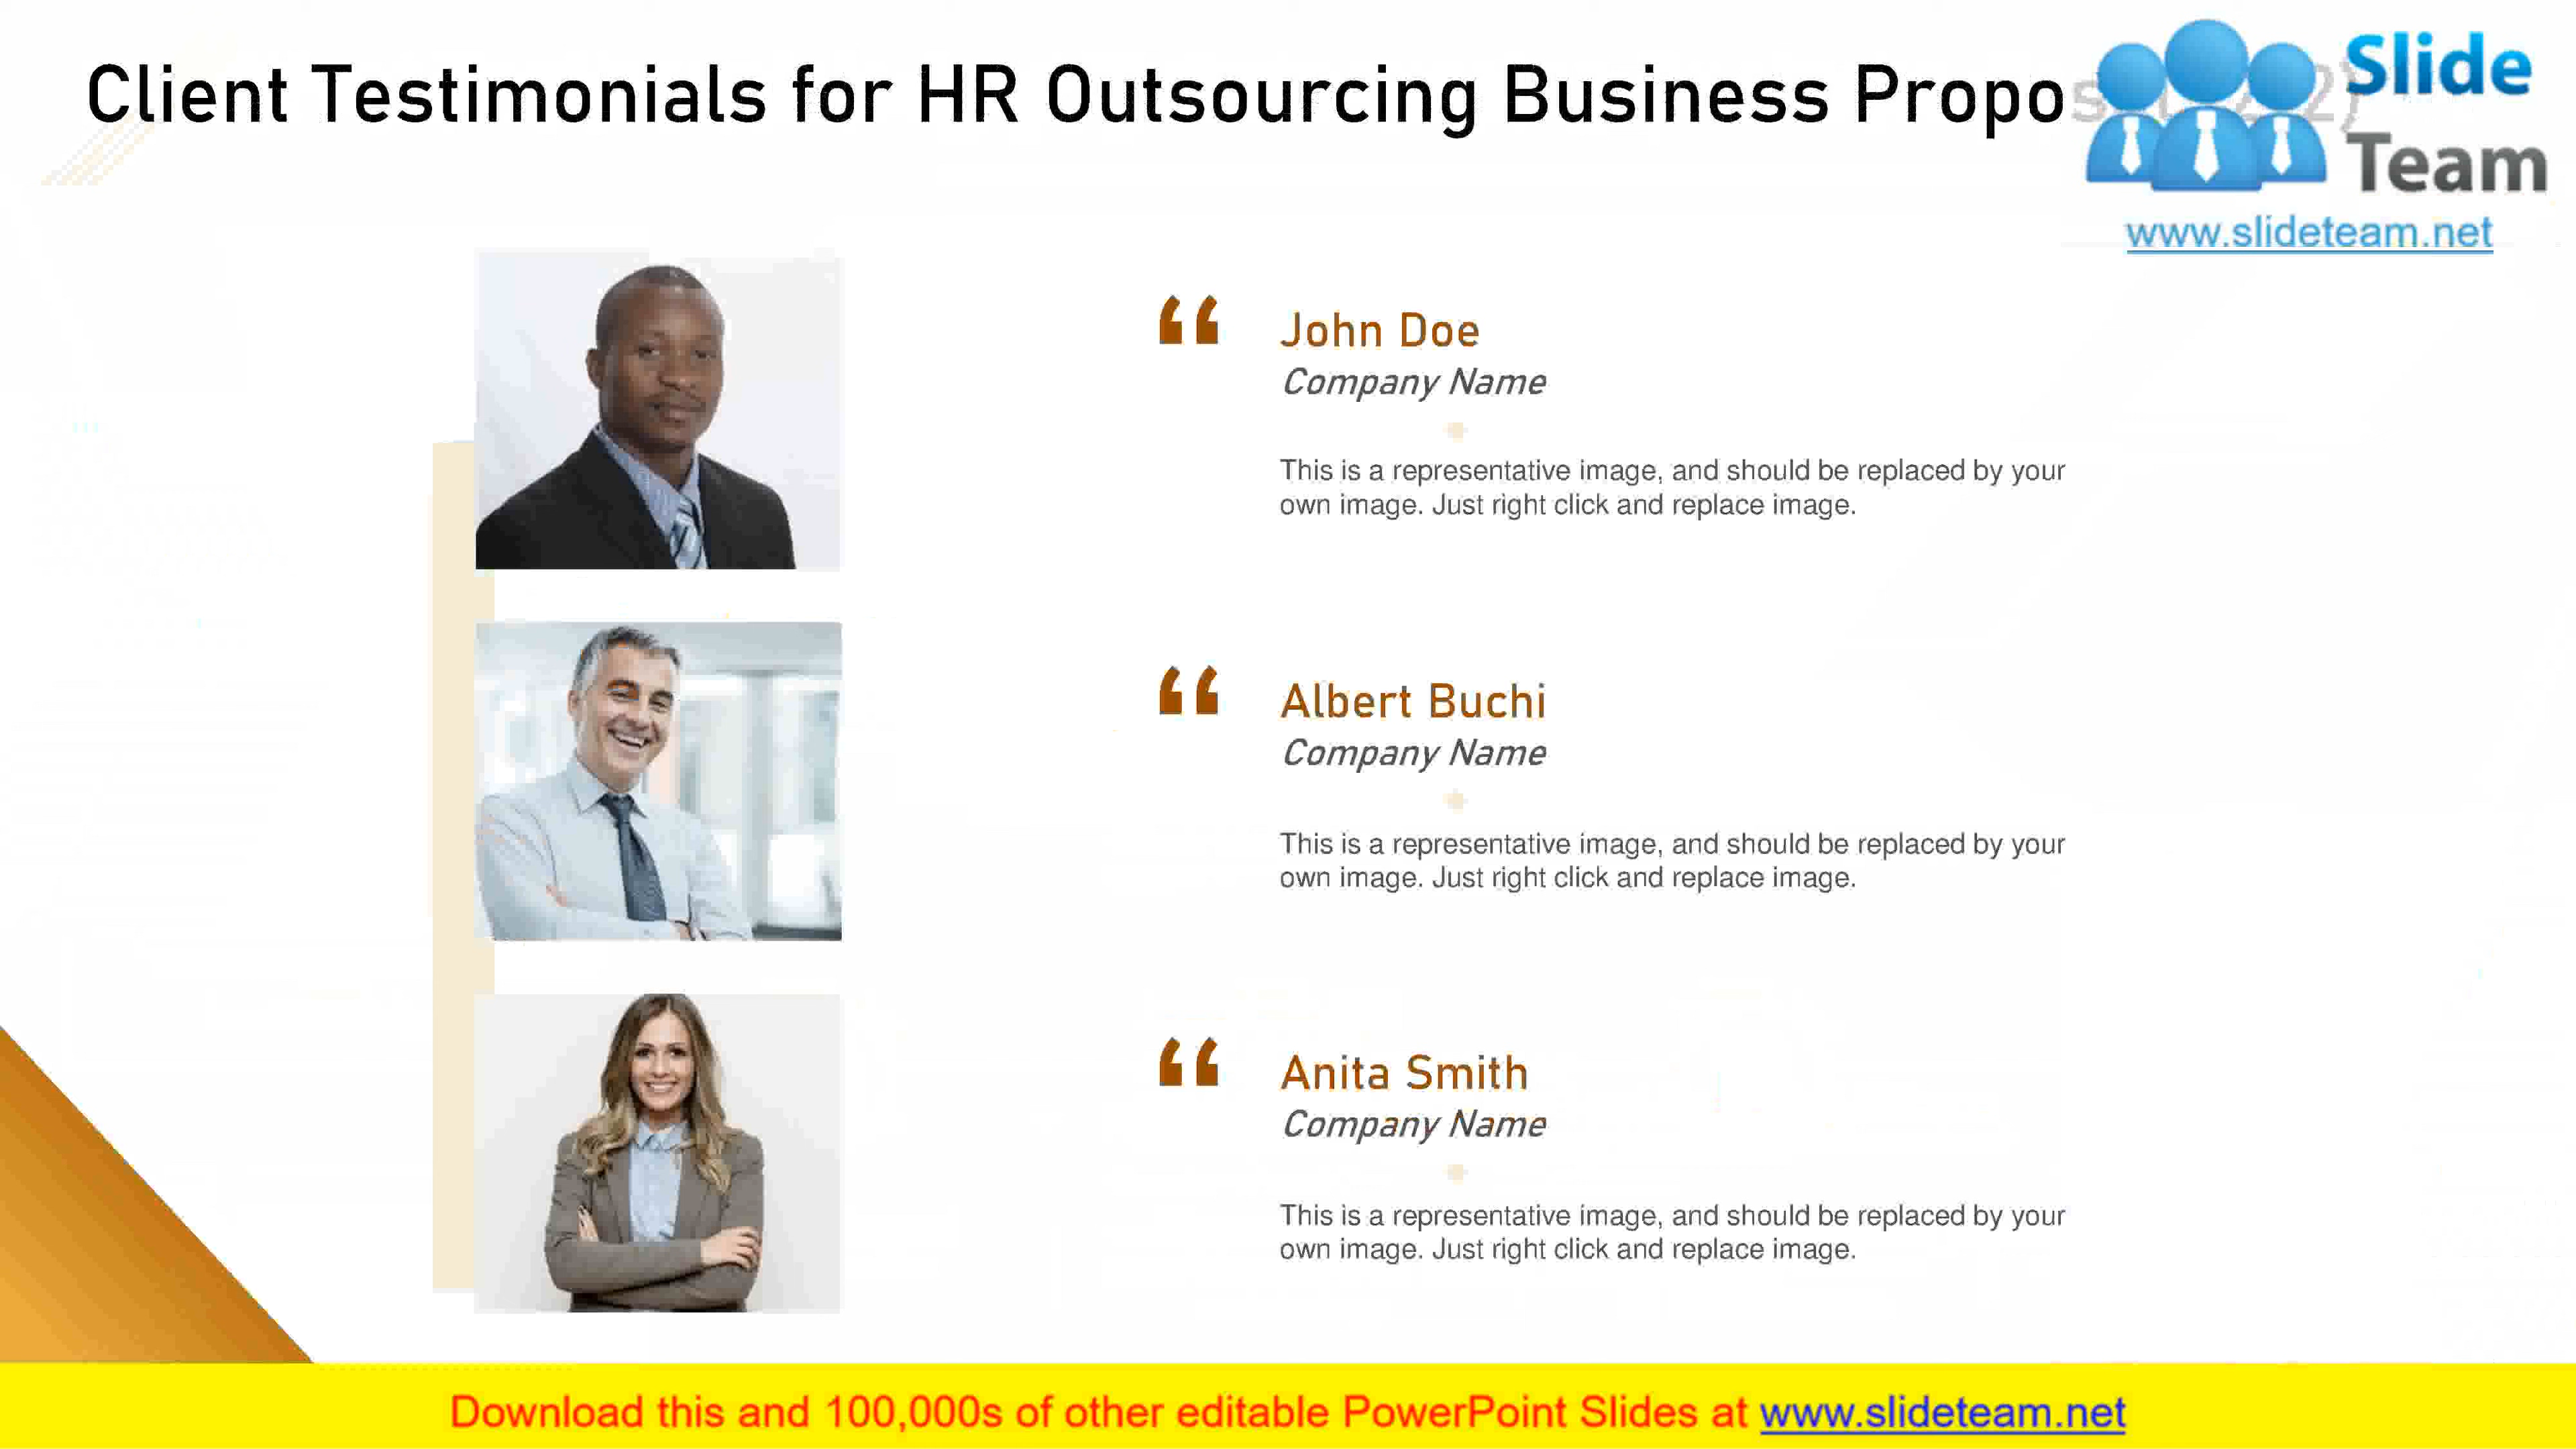 Client Testimonials for HR Outsourcing Business Propo
Slide
Team
www.slideteam.net
“ John Doe
Company Name
This is a representative image, and should be replaced by your
own image. Just right click and replace image.
“ Albert Buchi
Company Name
This is a representative image, and should be replaced by your
own image. Just right click and replace image.
“ Anita Smith
Company Name
This is a representative image, and should be replaced by your
own image. Just right click and replace image.
Download this and 100,000s of other editable PowerPoint Slides at www.slideteam.net